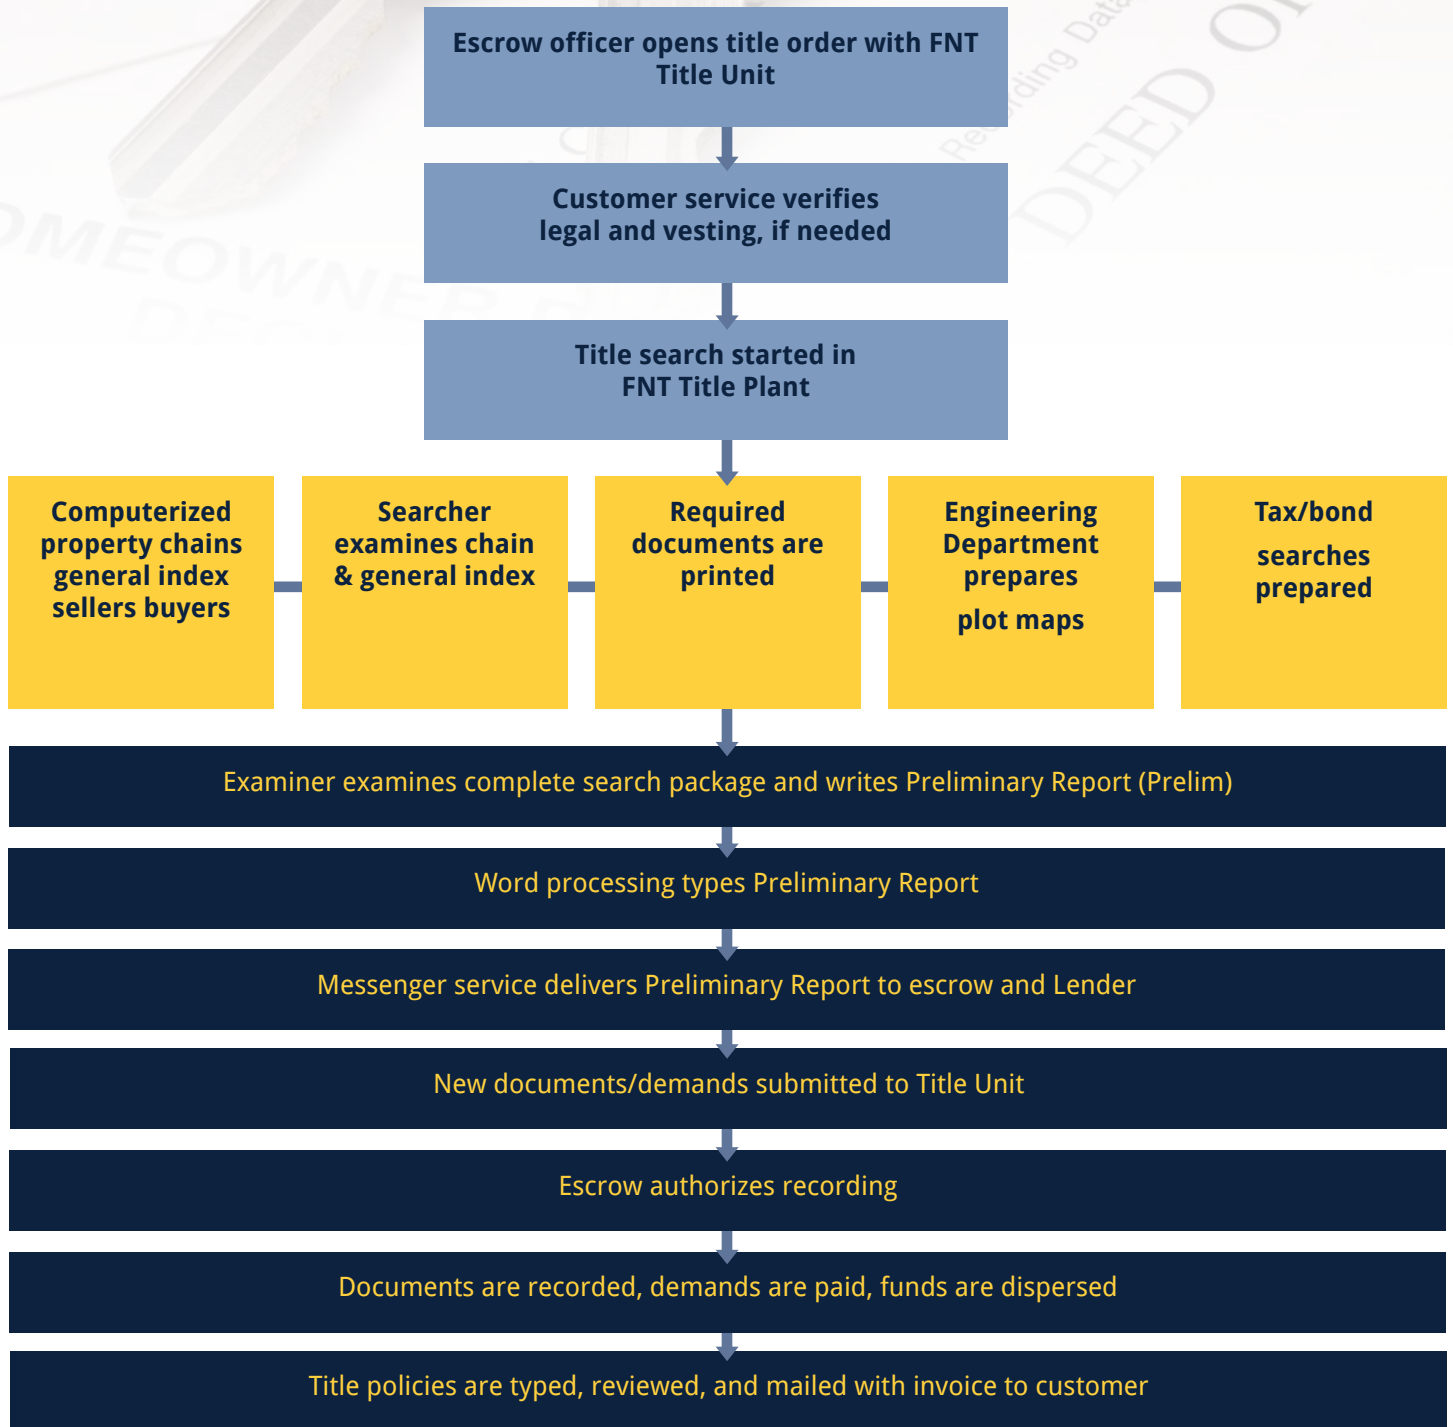 Recording Data
DEED OF
HOMEOWNER
Escrow officer opens title order with FNT
Title Unit
Customer service verifies
legal and vesting, if needed
Title search started in
FNT Title Plant
Computerized
property chains
general index
sellers buyers
Searcher
examines chain
& general index
Required
documents are
printed
Engineering
Department
prepares
plot maps
Tax/bond
searches
prepared
Examiner examines complete search package and writes Preliminary Report (Prelim)
Word processing types Preliminary Report
Messenger service delivers Preliminary Report to escrow and Lender
New documents/demands submitted to Title Unit
Escrow authorizes recording
Documents are recorded, demands are paid, funds are dispersed
Title policies are typed, reviewed, and mailed with invoice to customer